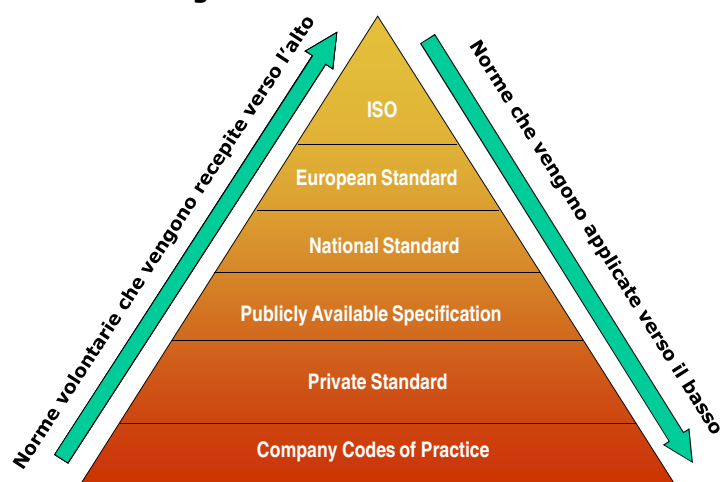 Norme volontarie che vengono recepite verso l'alto
Norme che vengono applicate verso il basso
ISO
European Standard
National Standard
Publicly Available Specification
Private Standard
Company Codes of Practice